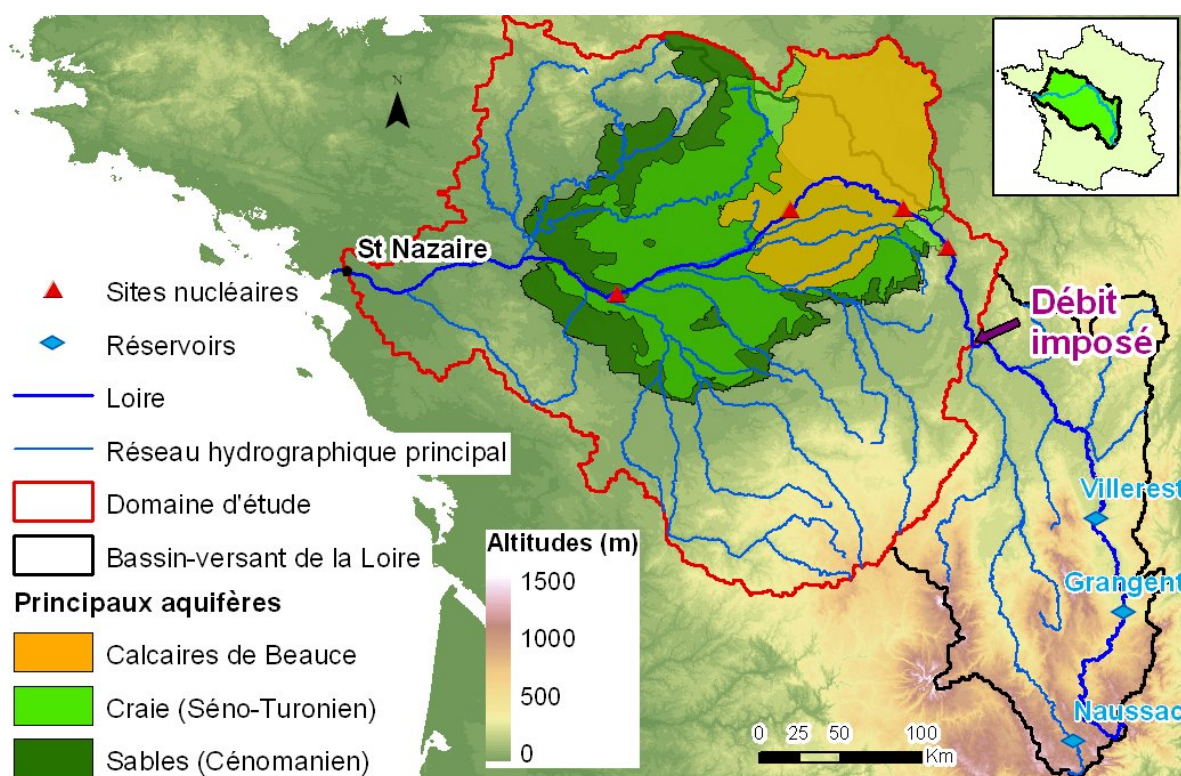 N
St Nazaire
Sites nucléaires
Réservoirs
Loire
Réseau hydrographique principal
Domaine d'étude
Bassin-versant de la Loire
Principaux aquifères
Calcaires de Beauce
Craie (Séno-Turonien)
Sables (Cénomanien)
Altitudes (m)
1500
1000
500
0
Débit
imposé
Villerest
Grangent
Naussac
0 25 50 100
Km